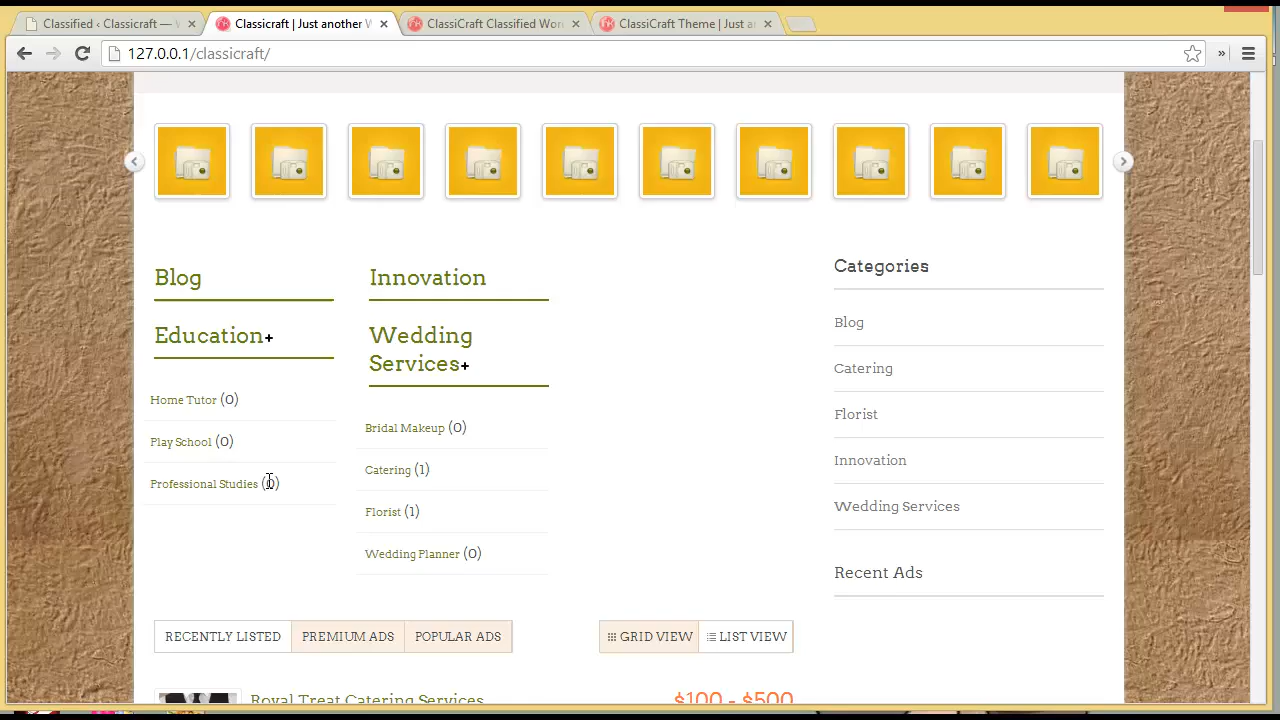 Classified ‹ Classicraft —
Classicraft | Just another W
ClassiCraft Classified Wor
ClassiCraft Theme | Just a
127.0.0.1/classicraft/
»
Blog
Innovation
Education+
Wedding
Services+
Home Tutor (0)
Play School (0)
Professional Studies (0)
Bridal Makeup (0)
Catering (1)
Florist (1)
Wedding Planner (0)
Categories
Blog
Catering
Florist
Innovation
Wedding Services
Recent Ads
RECENTLY LISTED PREMIUM ADS POPULAR ADS
GRID VIEW LIST VIEW
Royal Treat Catering Services
$100 - $500